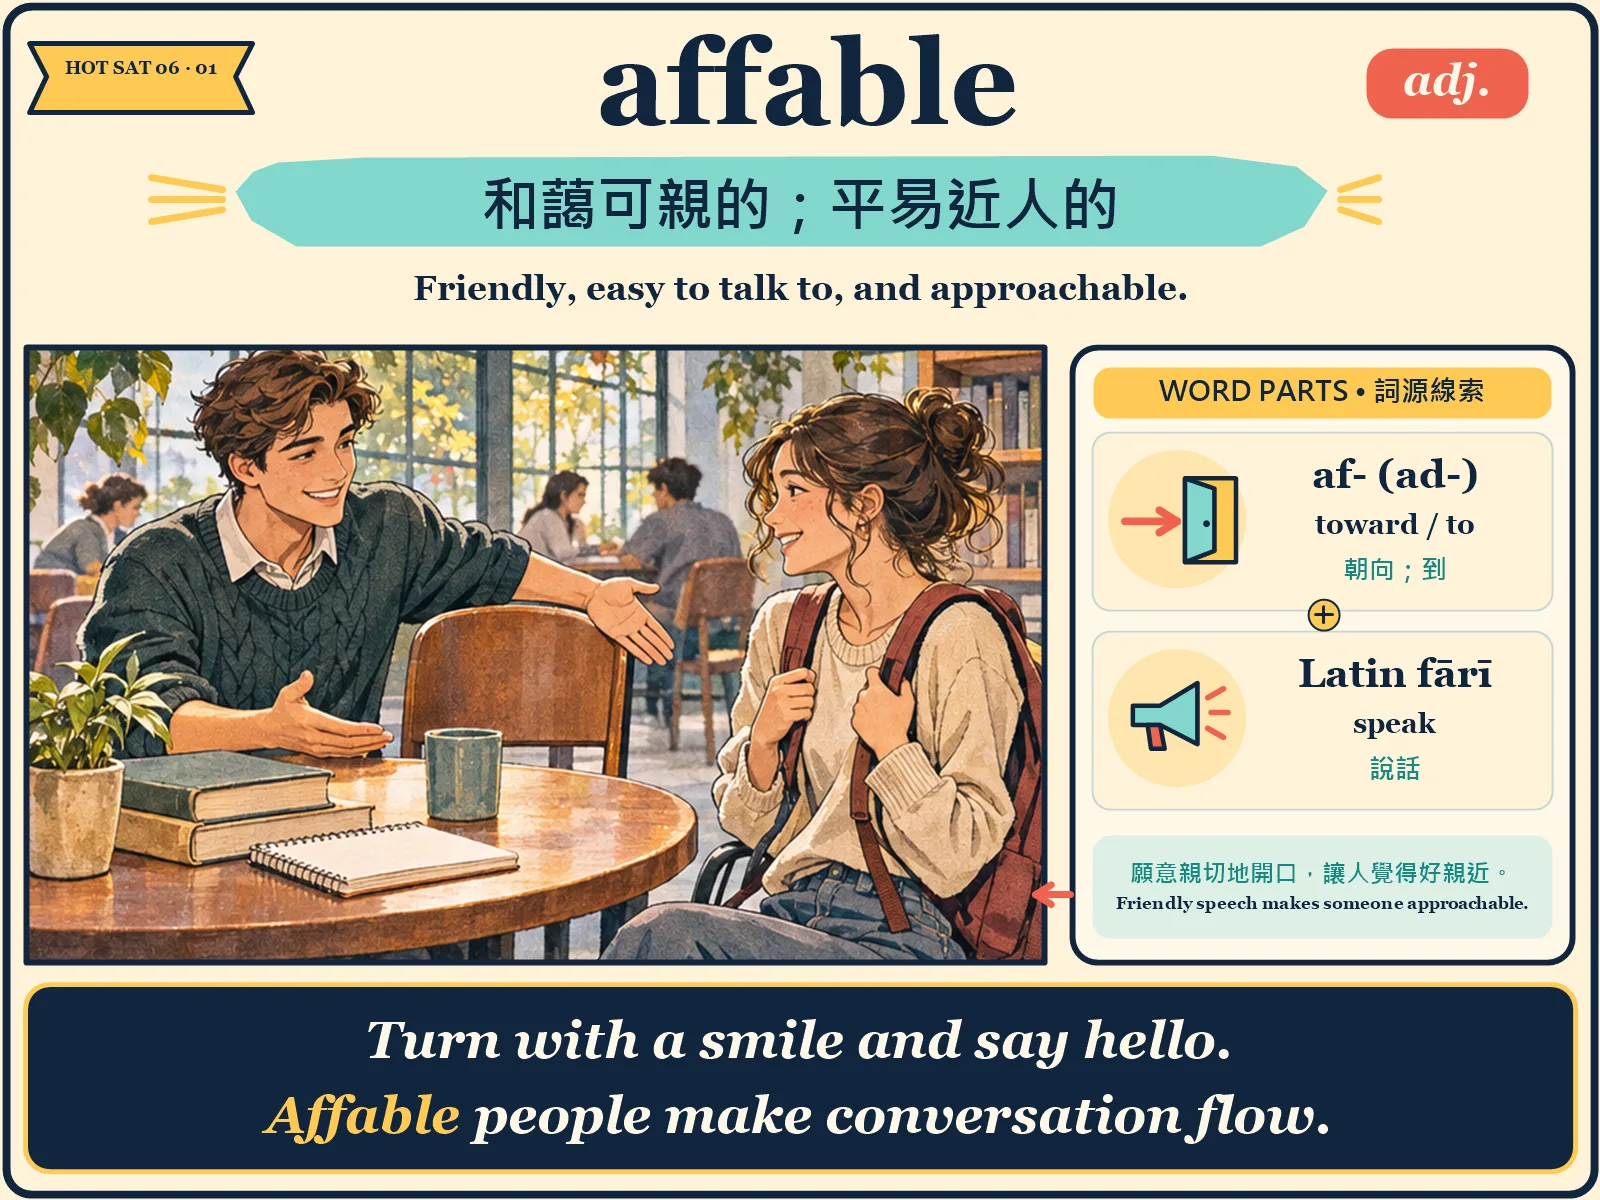 HOT SAT 06 · 01
affable
adj.
和藹可親的；平易近人的
Friendly, easy to talk to, and approachable.
WORD PARTS • 詞源線索
af- (ad-)
toward / to
朝向；到
+
Latin fārī
speak
說話
願意親切地開口，讓人覺得好親近。
Friendly speech makes someone approachable.
Turn with a smile and say hello.
Affable people make conversation flow.